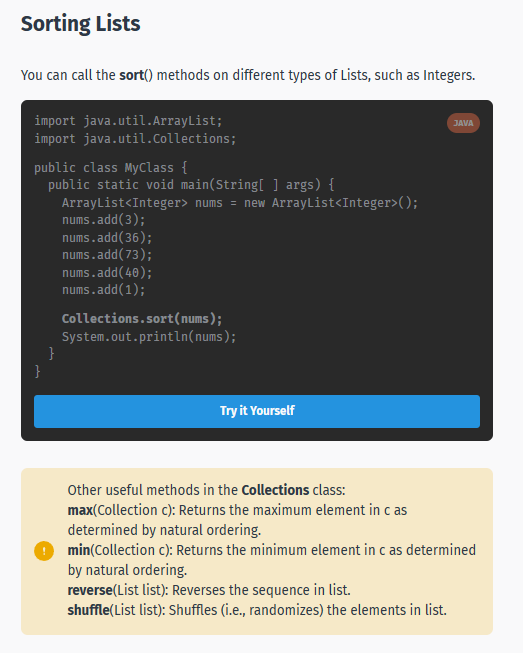 Sorting Lists
You can call the sort() methods on different types of Lists, such as Integers.
import java.util.ArrayList;
JAVA
import java.util.Collections;
public class MyClass {
public static void main(String[ ] args) {
ArrayList<Integer> nums = new ArrayList<Integer>();
nums.add(3);
nums.add(36);
nums.add(73);
nums.add(40);
nums.add(1);
Collections.sort(nums);
System.out.println(nums);
}
}
Try it Yourself
Other useful methods in the Collections class:
max(Collection c): Returns the maximum element in c as
determined by natural ordering.
min(Collection c): Returns the minimum element in c as determined
by natural ordering.
reverse(List list): Reverses the sequence in list.
shuffle(List list): Shuffles (i.e., randomizes) the elements in list.